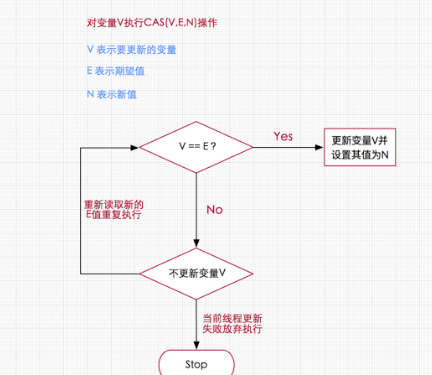 对变量V执行CAS(V,E,N)操作
V 表示要更新的变量
E 表示期望值
N 表示新值
V == E？
Yes
更新变量V并
设置其值为N
重新读取新的
E值重复执行
No
不更新变量V
当前线程更新
失败放弃执行
Stop